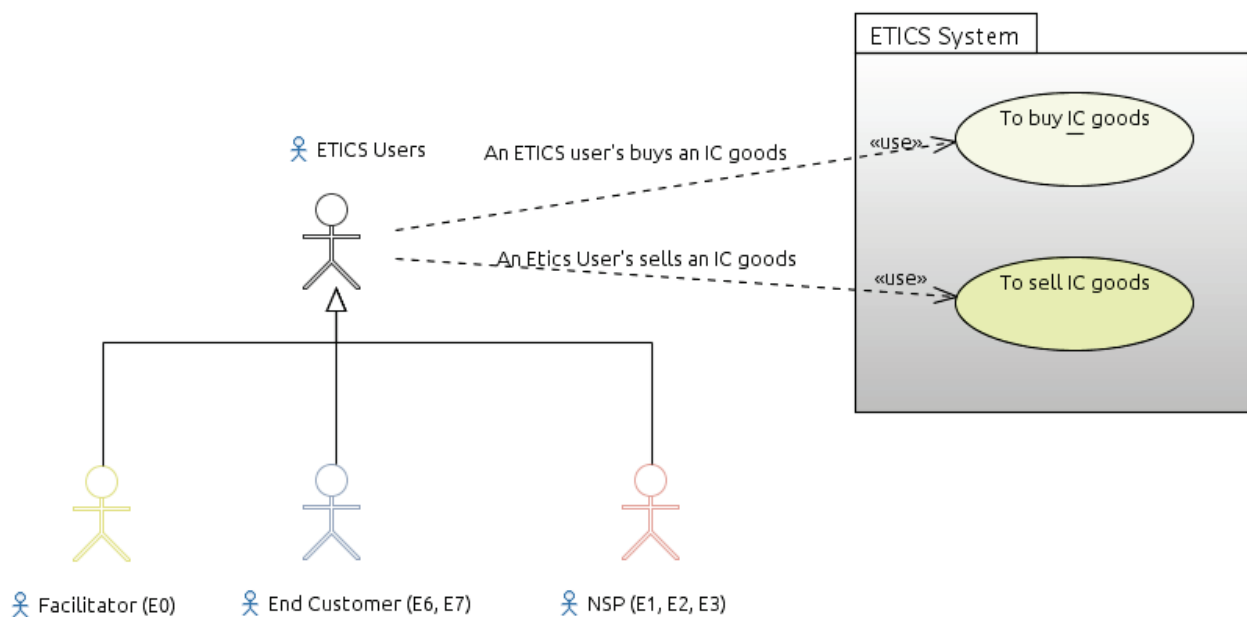 ETICS System
To buy IC goods
ETICS Users
An ETICS user's buys an IC goods
«use»
An Etics User's sells an IC goods
«use»
To sell IC goods
Facilitator (E0)
End Customer (E6, E7)
NSP (E1, E2, E3)